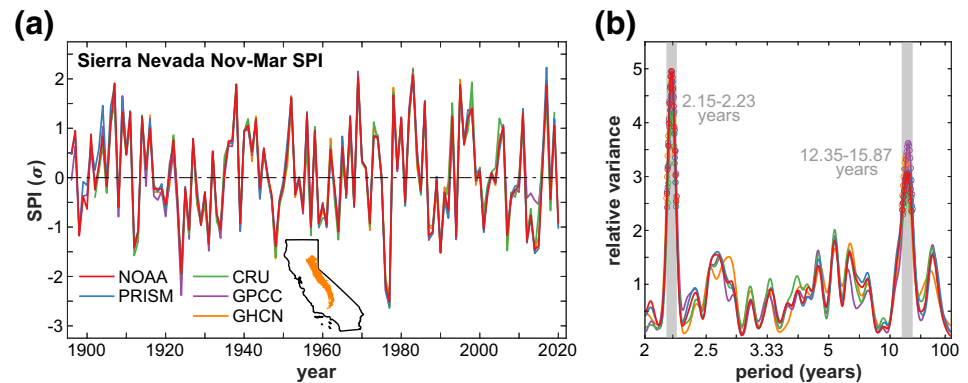 (a)
Sierra Nevada Nov-Mar SPI
SPI (σ)
2
1
0
-1
-2
-3
NOAA
PRISM
CRU
GPCC
GHCN
1900
1920
1940
1960
1980
2000
2020
year
(b)
relative variance
5
4
3
2
1
0
2.15-2.23
years
12.35-15.87
years
2
2.5
3.33
5
10
100
period (years)